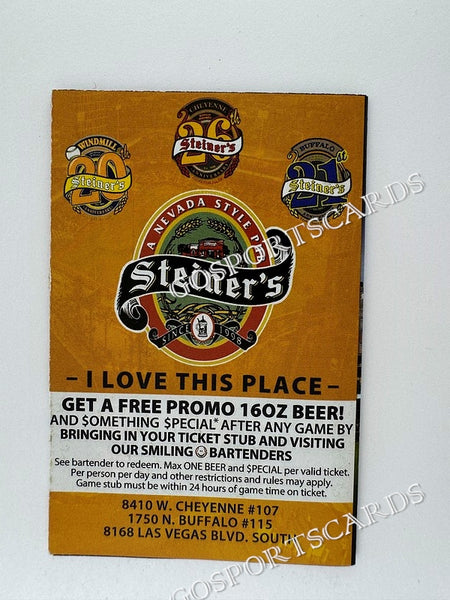 CHEYENNE
26
Steiner's
WINDMILL
20
Steiner's
BUFFALO
21st
Steiner's
A NEVADA STYLE
Steiner's
SINCE 1998
– I LOVE THIS PLACE –
GET A FREE PROMO 16OZ BEER!
AND $OMETHING $PECIAL* AFTER ANY GAME BY
BRINGING IN YOUR TICKET STUB AND VISITING
OUR SMILING BARTENDERS
See bartender to redeem. Max ONE BEER and $PECIAL per valid ticket.
Per person per day and other restrictions and rules may apply.
Game stub must be within 24 hours of game time on ticket.
8410 W. CHEYENNE #107
1750 N. BUFFALO #115
8168 LAS VEGAS BLVD. SOUTH
GOSPORTSCARDS
GOSPORTSCARDS
GOSPORTSCARDS